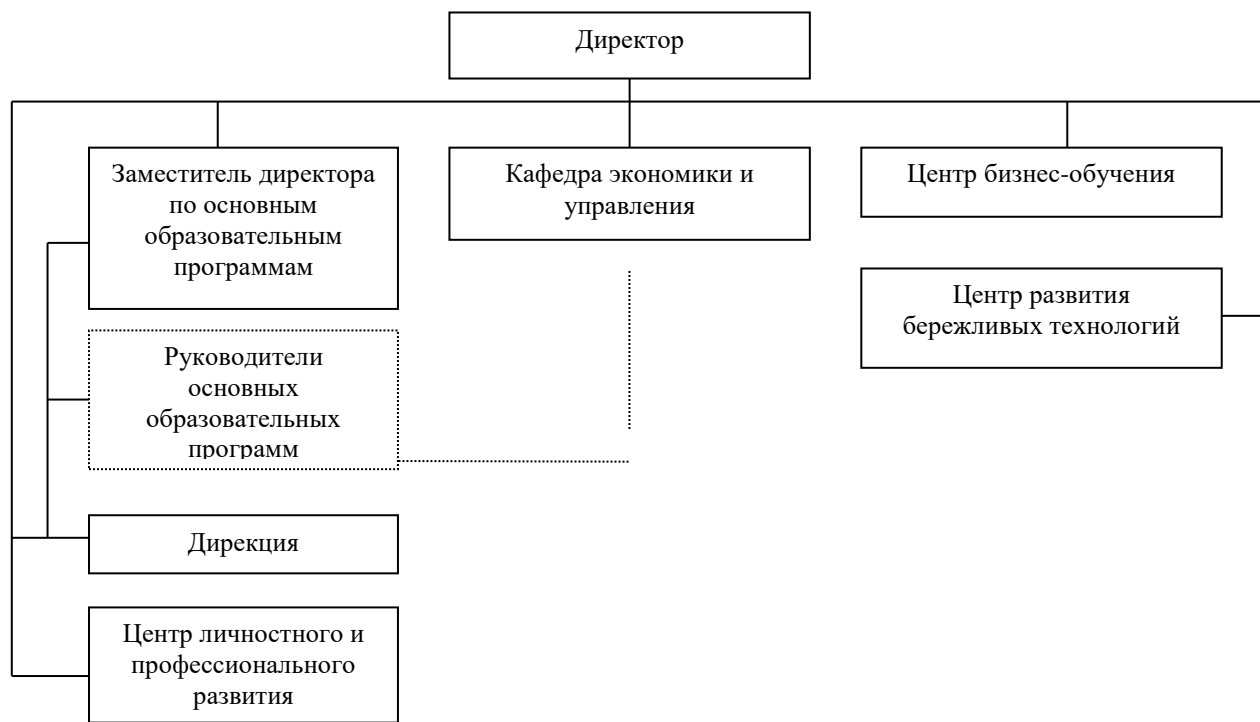 Директор
Заместитель директора
по основным
образовательным
программам
Кафедра экономики и
управления
Центр бизнес-обучения
Центр развития
бережливых технологий
Руководители
основных
образовательных
программ
Дирекция
Центр личностного и
профессионального
развития